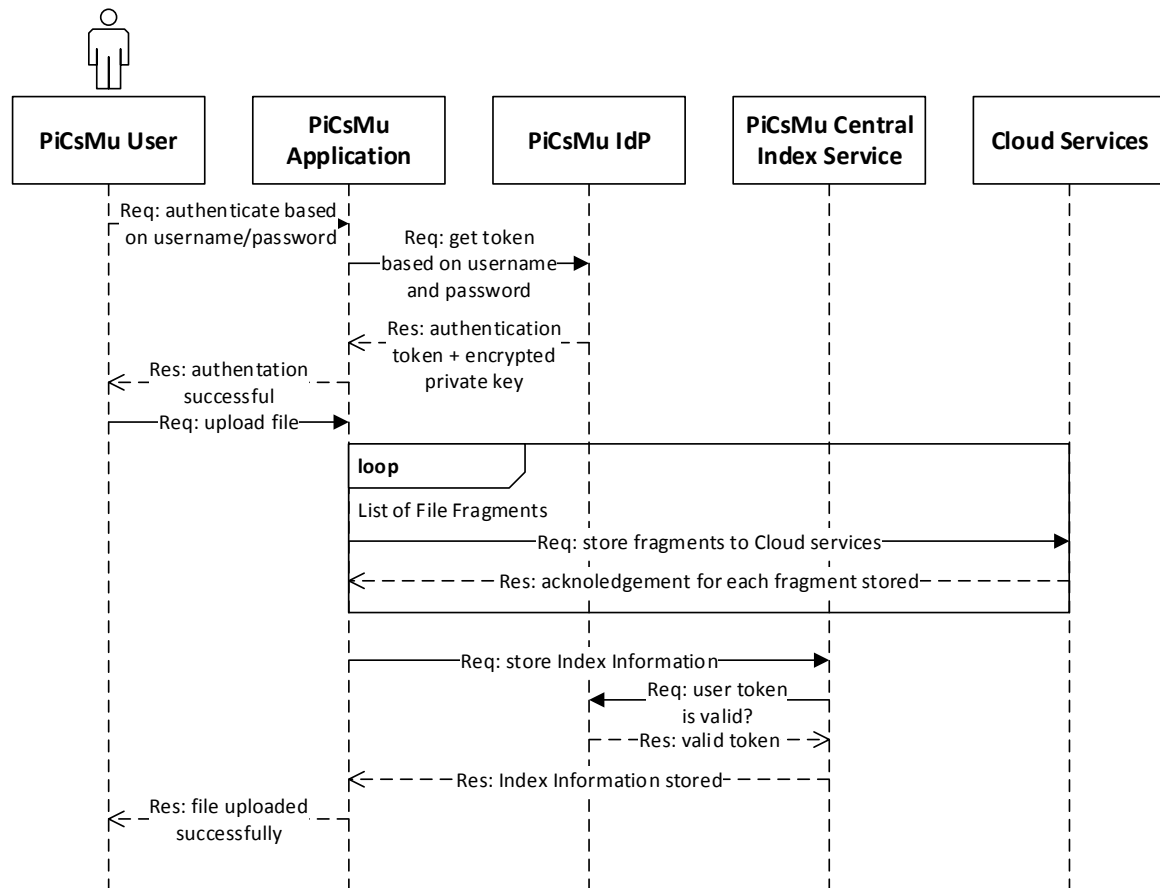 PiCsMu User
PiCsMu
Application
PiCsMu IdP
PiCsMu Central
Index Service
Cloud Services
Req: authenticate based
on username/password
Req: get token
based on username
and password
Res: authentication
token + encrypted
private key
Res: authentation
successful
Req: upload file
loop
List of File Fragments
Req: store fragments to Cloud services
Res: acknoledgement for each fragment stored
Req: store Index Information
Req: user token
is valid?
Res: valid token
Res: Index Information stored
Res: file uploaded
successfully